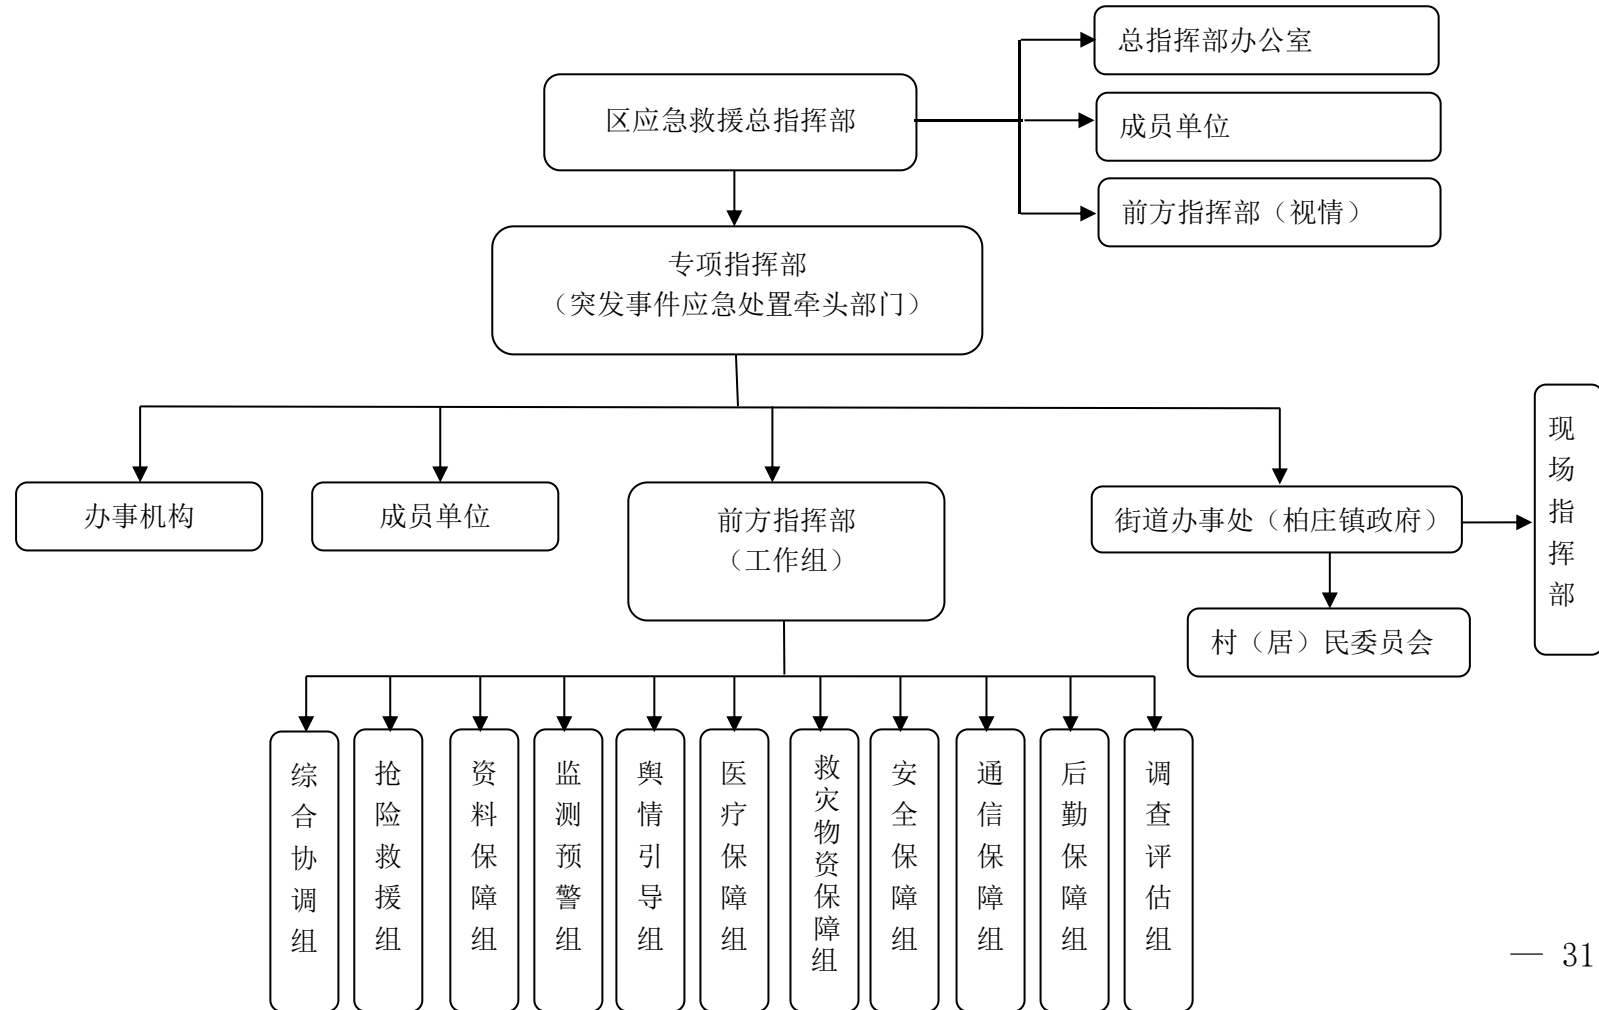 总指挥部办公室
区应急救援总指挥部
成员单位
前方指挥部（视情）
专项指挥部
（突发事件应急处置牵头部门）
办事机构
成员单位
前方指挥部
（工作组）
街道办事处（柏庄镇政府）
现场指挥部
村（居）民委员会
综合协调组
抢险救援组
资料保障组
监测预警组
舆情引导组
医疗保障组
救灾物资保障组
安全保障组
通信保障组
后勤保障组
调查评估组
— 31